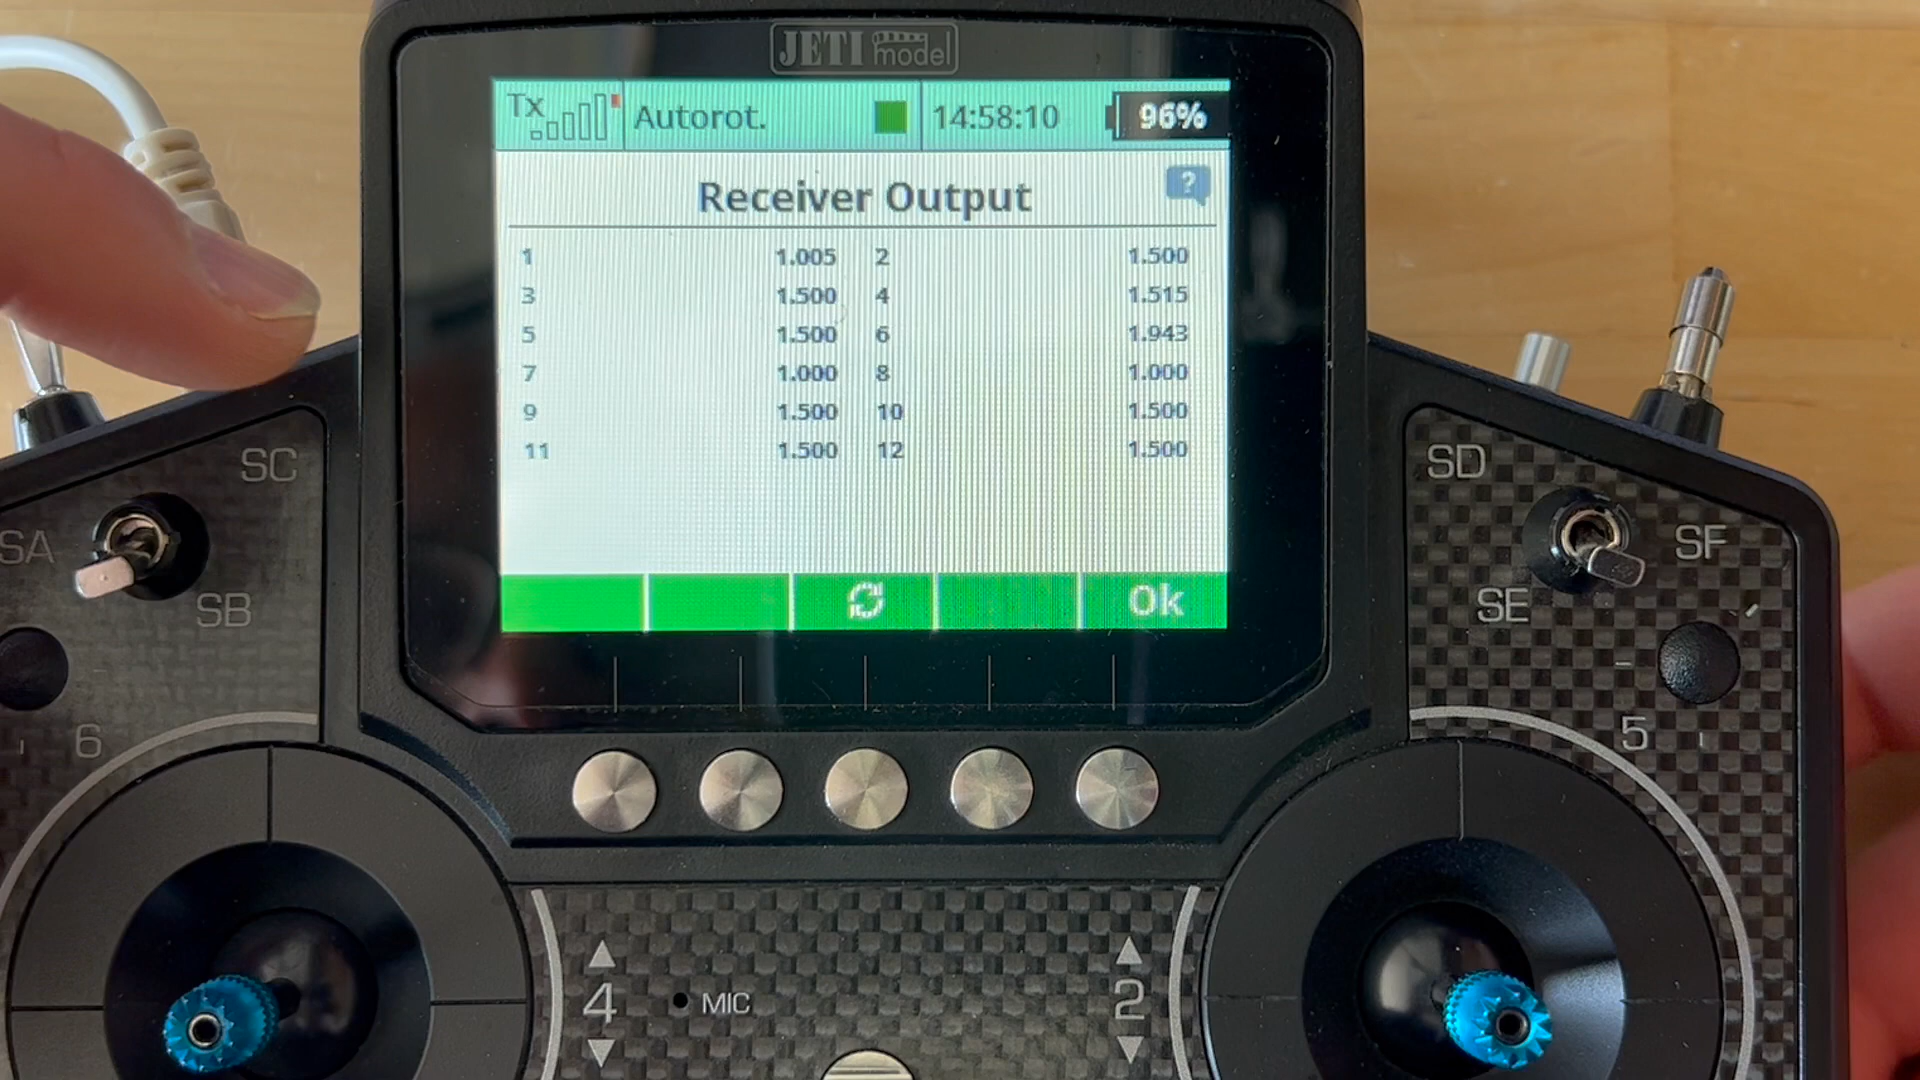 JETI model
Tx Autorot. 14:58:10 96%
Receiver Output ?
1 1.005 2 1.500
3 1.500 4 1.515
5 1.500 6 1.943
7 1.000 8 1.000
9 1.500 10 1.500
11 1.500 12 1.500
Ok
SC SD
SA SF
SB SE
6 5
4 MIC 2